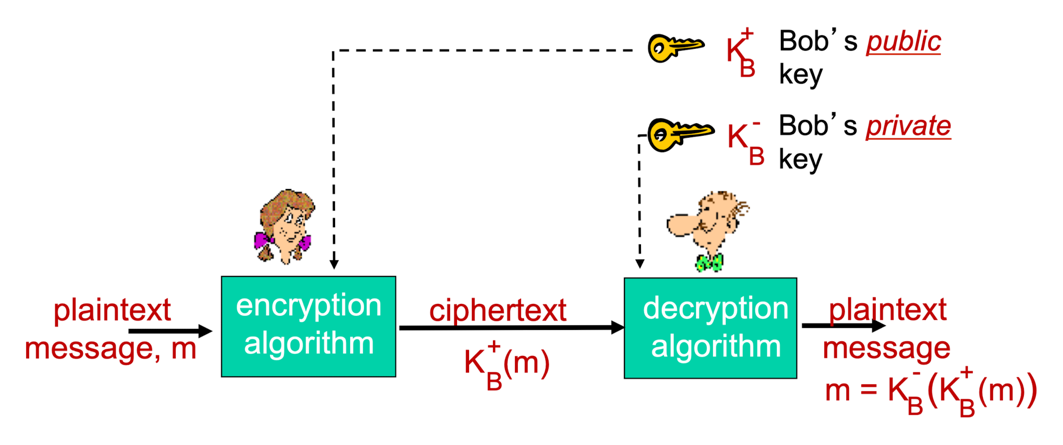 K_B^+ Bob's public
key
K_B^- Bob's private
key
plaintext
message, m
encryption
algorithm
ciphertext
K_B^+(m)
decryption
algorithm
plaintext
message
m = K_B^-(K_B^+(m))